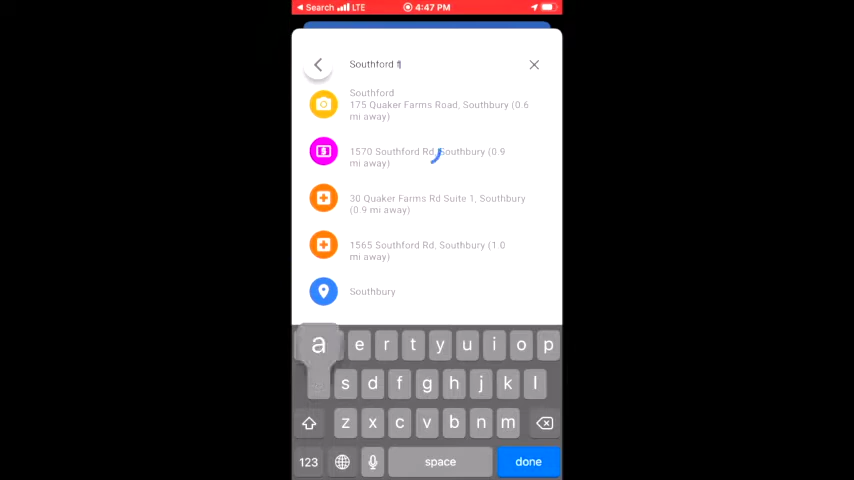 Search LTE 4:47 PM
Southford f
Southford
175 Quaker Farms Road, Southbury (0.6
mi away)
1570 Southford Rd, Southbury (0.9
mi away)
30 Quaker Farms Rd Suite 1, Southbury
(0.9 mi away)
1565 Southford Rd, Southbury (1.0
mi away)
Southbury
a e r t y u i o p
s d f g h j k l
z x c v b n m
123 space done